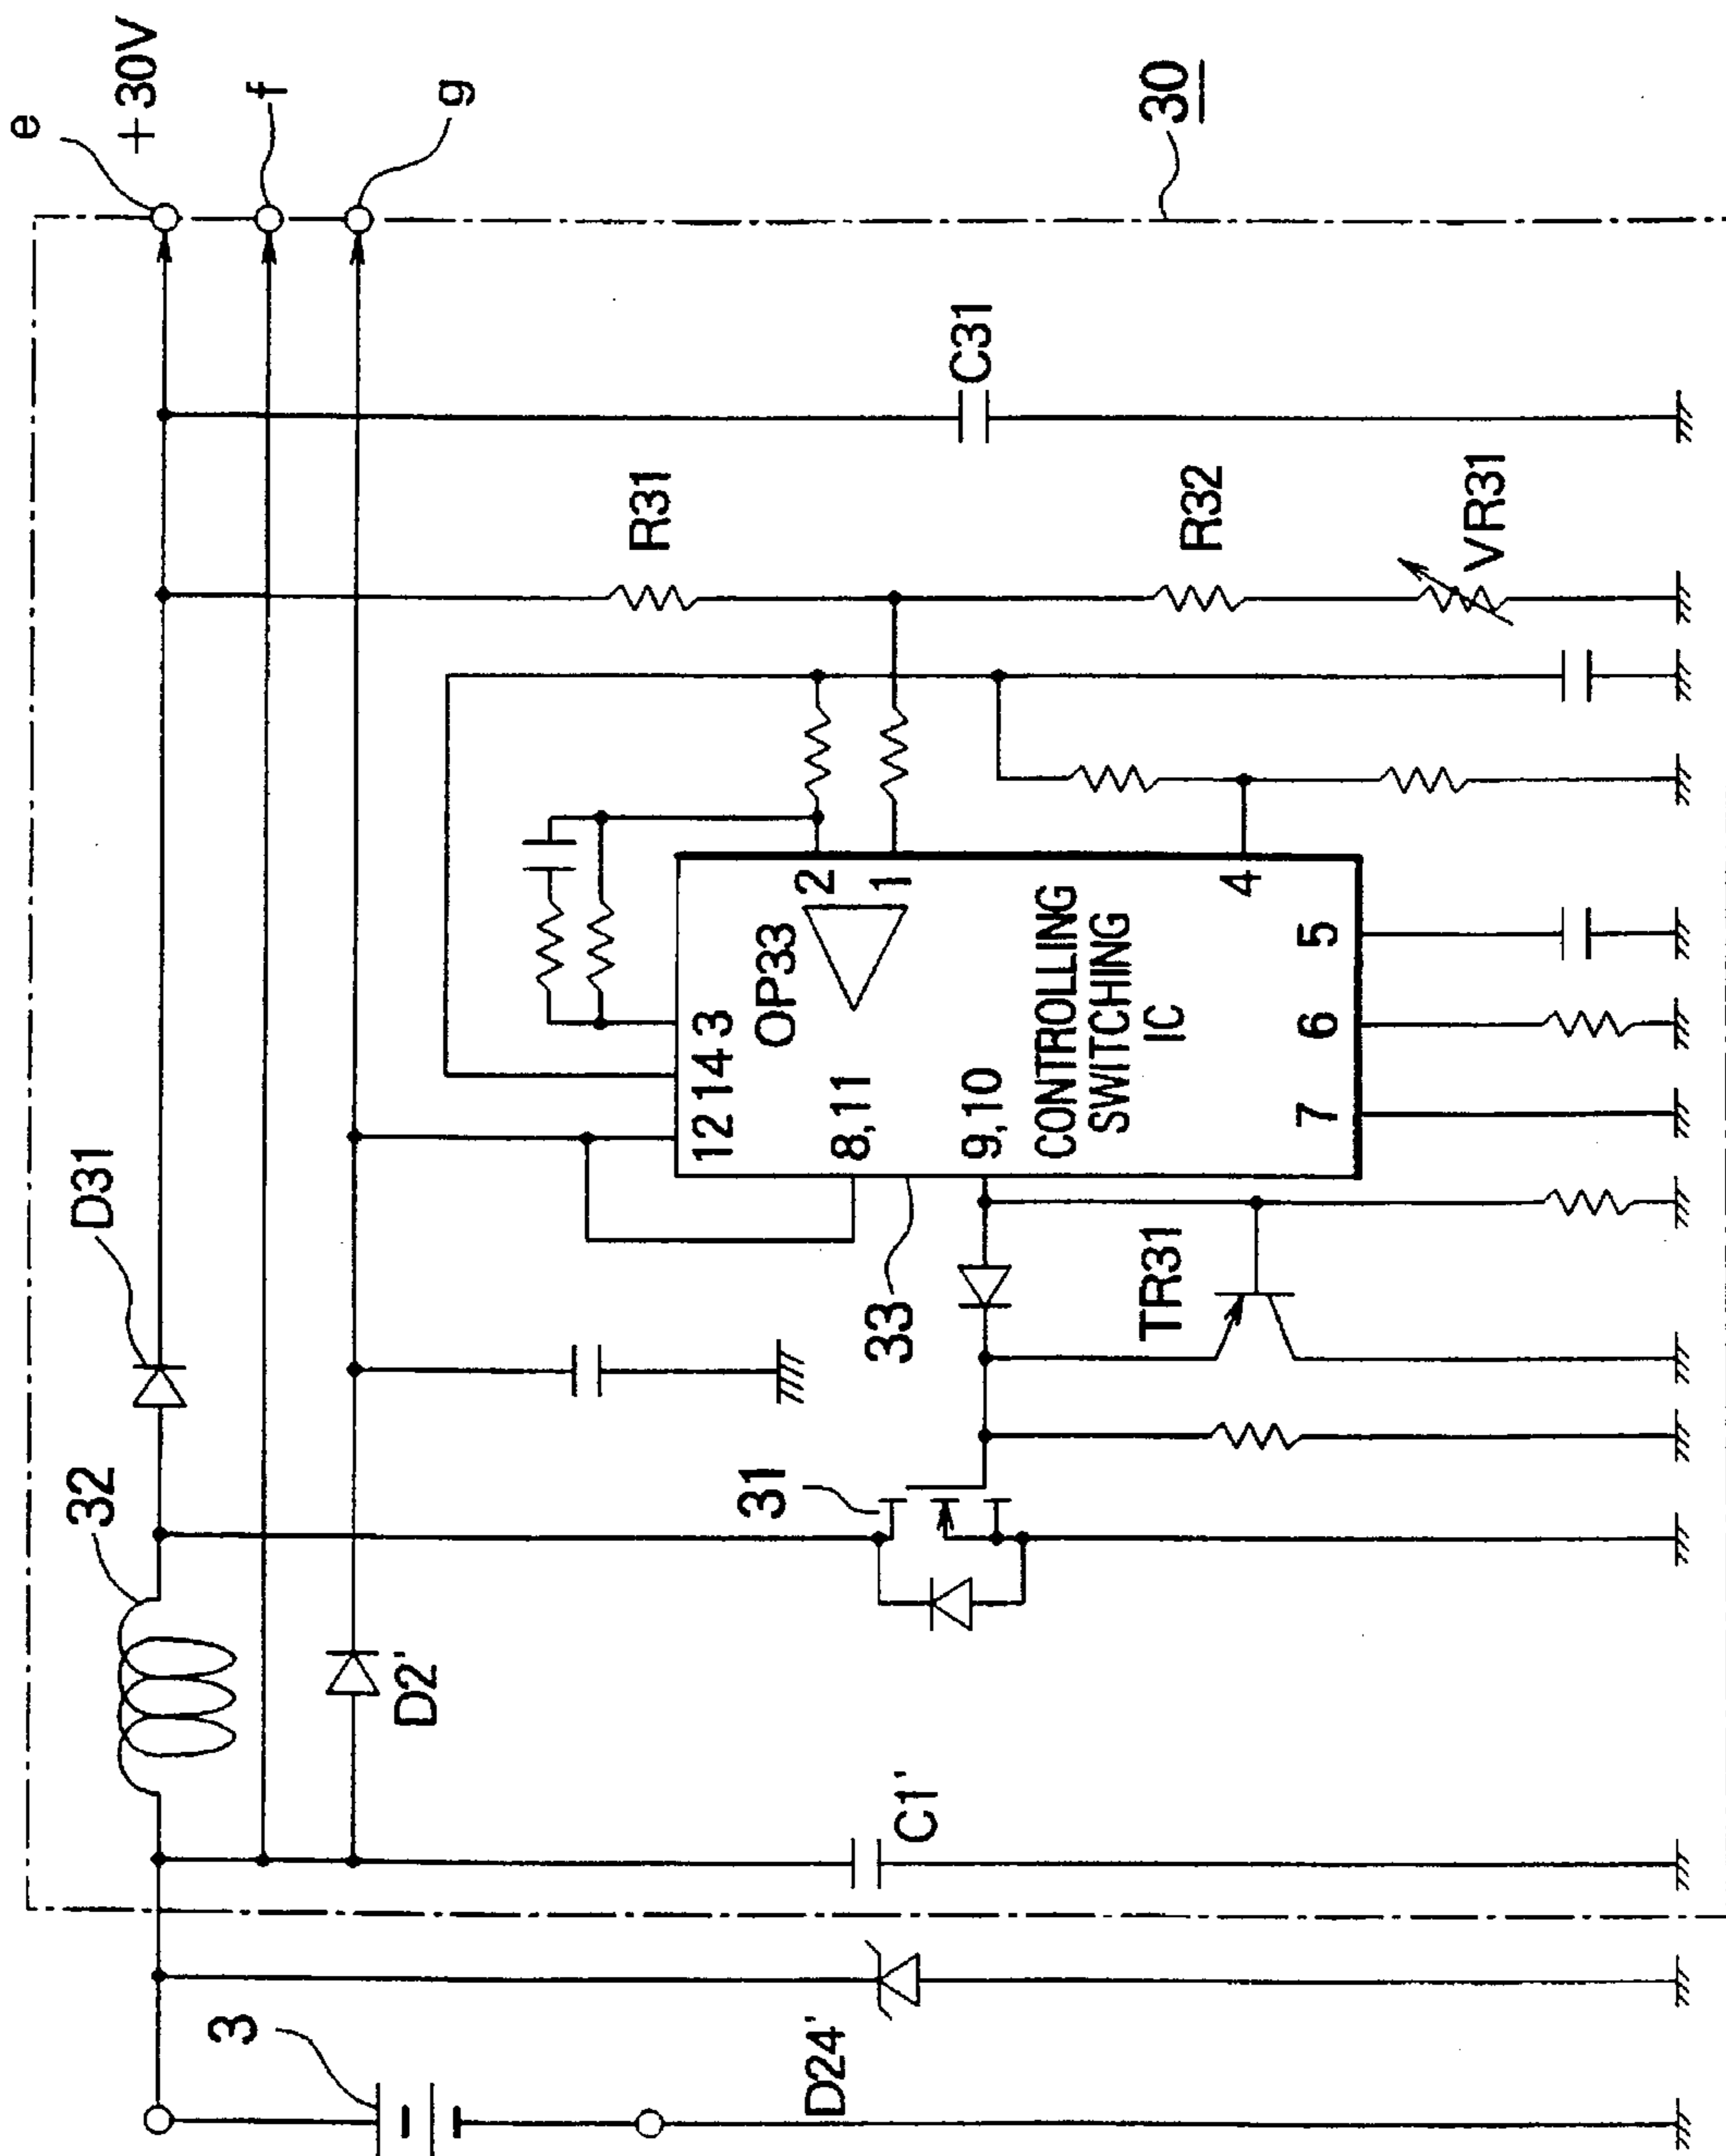 e
+30V
f
g
30
D31
32
D2'
C31
R31
R32
VR31
12
14
3
OP33
2
1
8,11
9,10
CONTROLLING
SWITCHING
IC
4
7
6
5
33
TR31
31
C1'
3
D24'